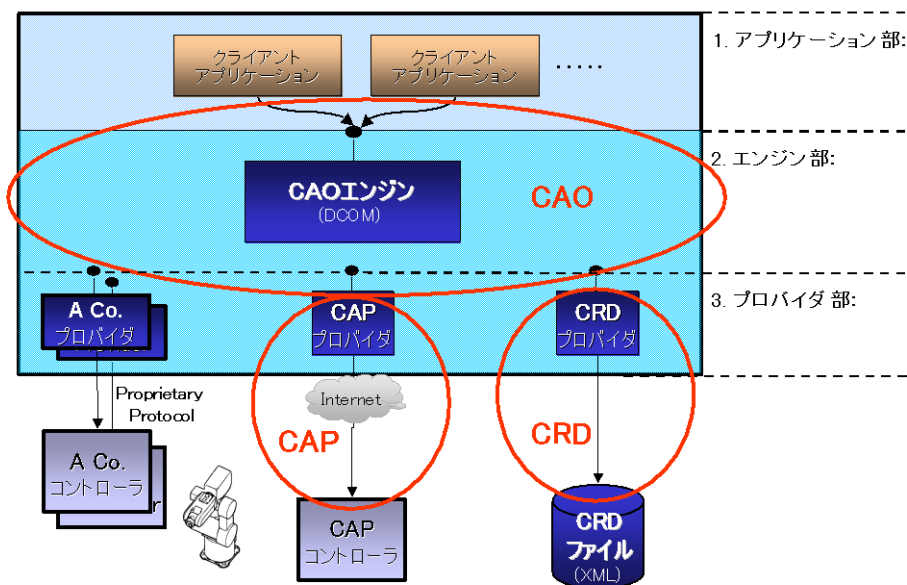 クライアント
アプリケーション
クライアント
アプリケーション
.....
1. アプリケーション部:
2. エンジン部:
CAOエンジン
(DCOM)
CAO
3. プロバイダ部:
A Co.
プロバイダ
CAP
プロバイダ
CRD
プロバイダ
Proprietary
Protocol
Internet
CAP
CRD
A Co.
コントローラ
r
CAP
コントローラ
CRD
ファイル
(XML)